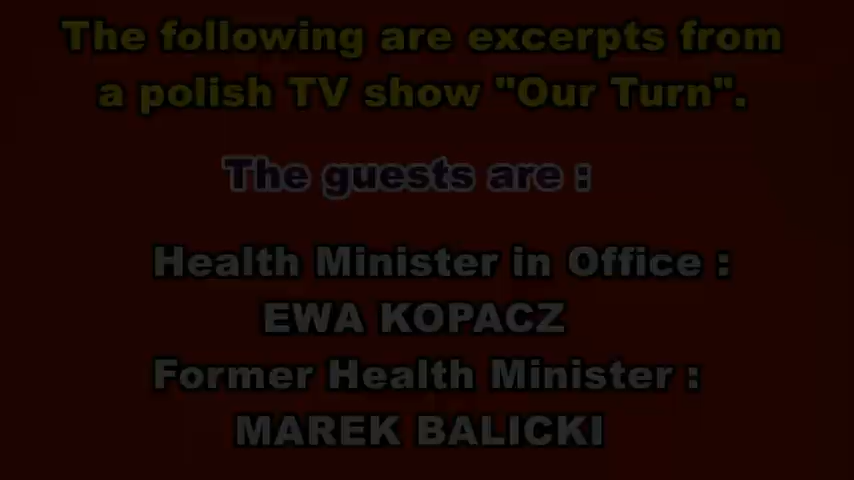 The following are excerpts from
a polish TV show "Our Turn".
The guests are :
Health Minister in Office :
EWA KOPACZ
Former Health Minister :
MAREK BALICKI